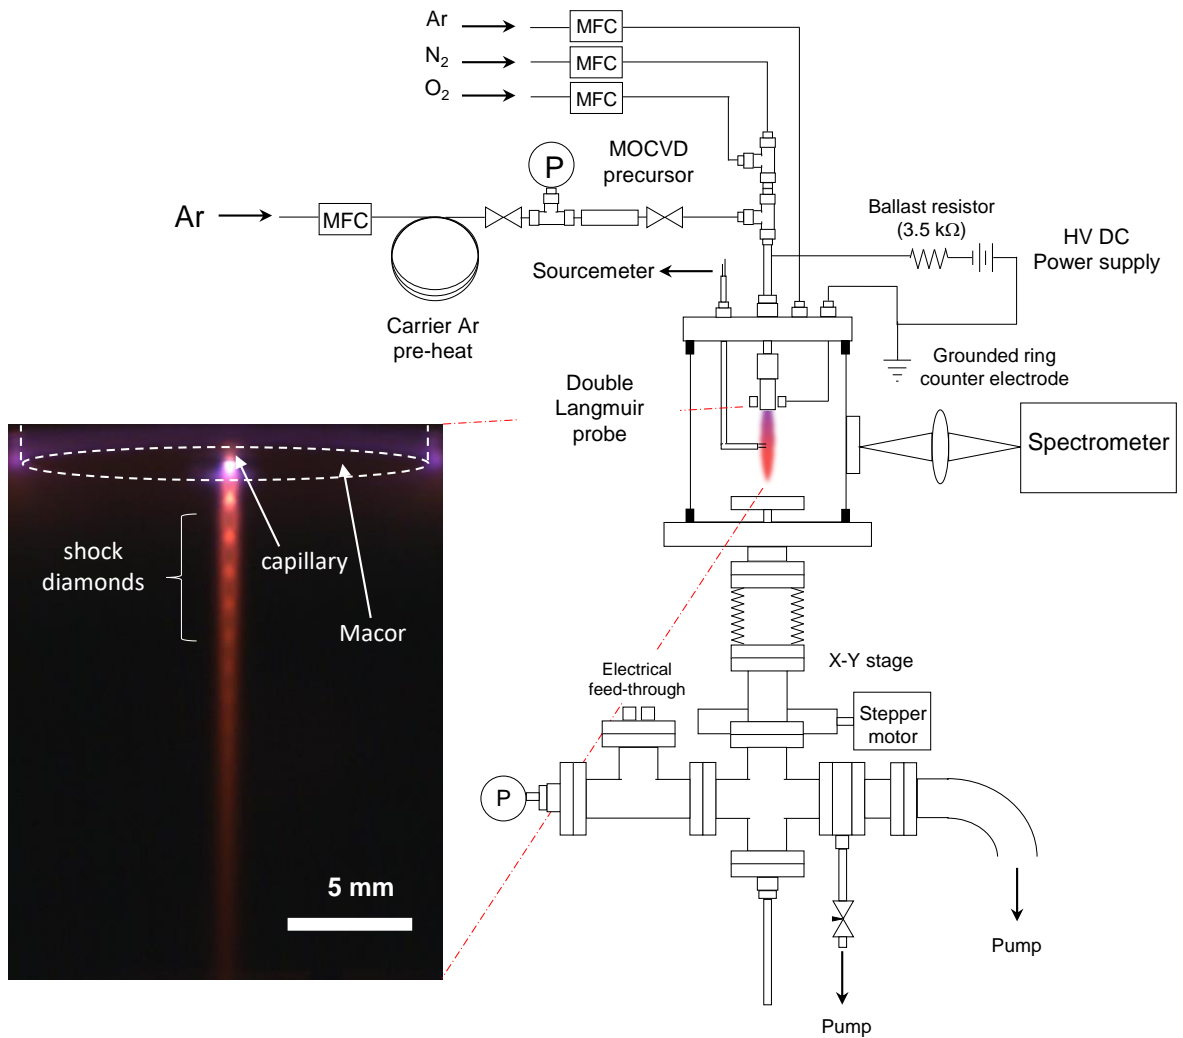 Ar
MFC
N2
MFC
O2
MFC
MOCVD
precursor
P
Ar
MFC
Ballast resistor
(3.5 kΩ)
HV DC
Power supply
Sourcemeter
Carrier Ar
pre-heat
Grounded ring
counter electrode
Double
Langmuir
probe
Spectrometer
shock
diamonds
capillary
Macor
5 mm
X-Y stage
Electrical
feed-through
Stepper
motor
P
Pump
Pump